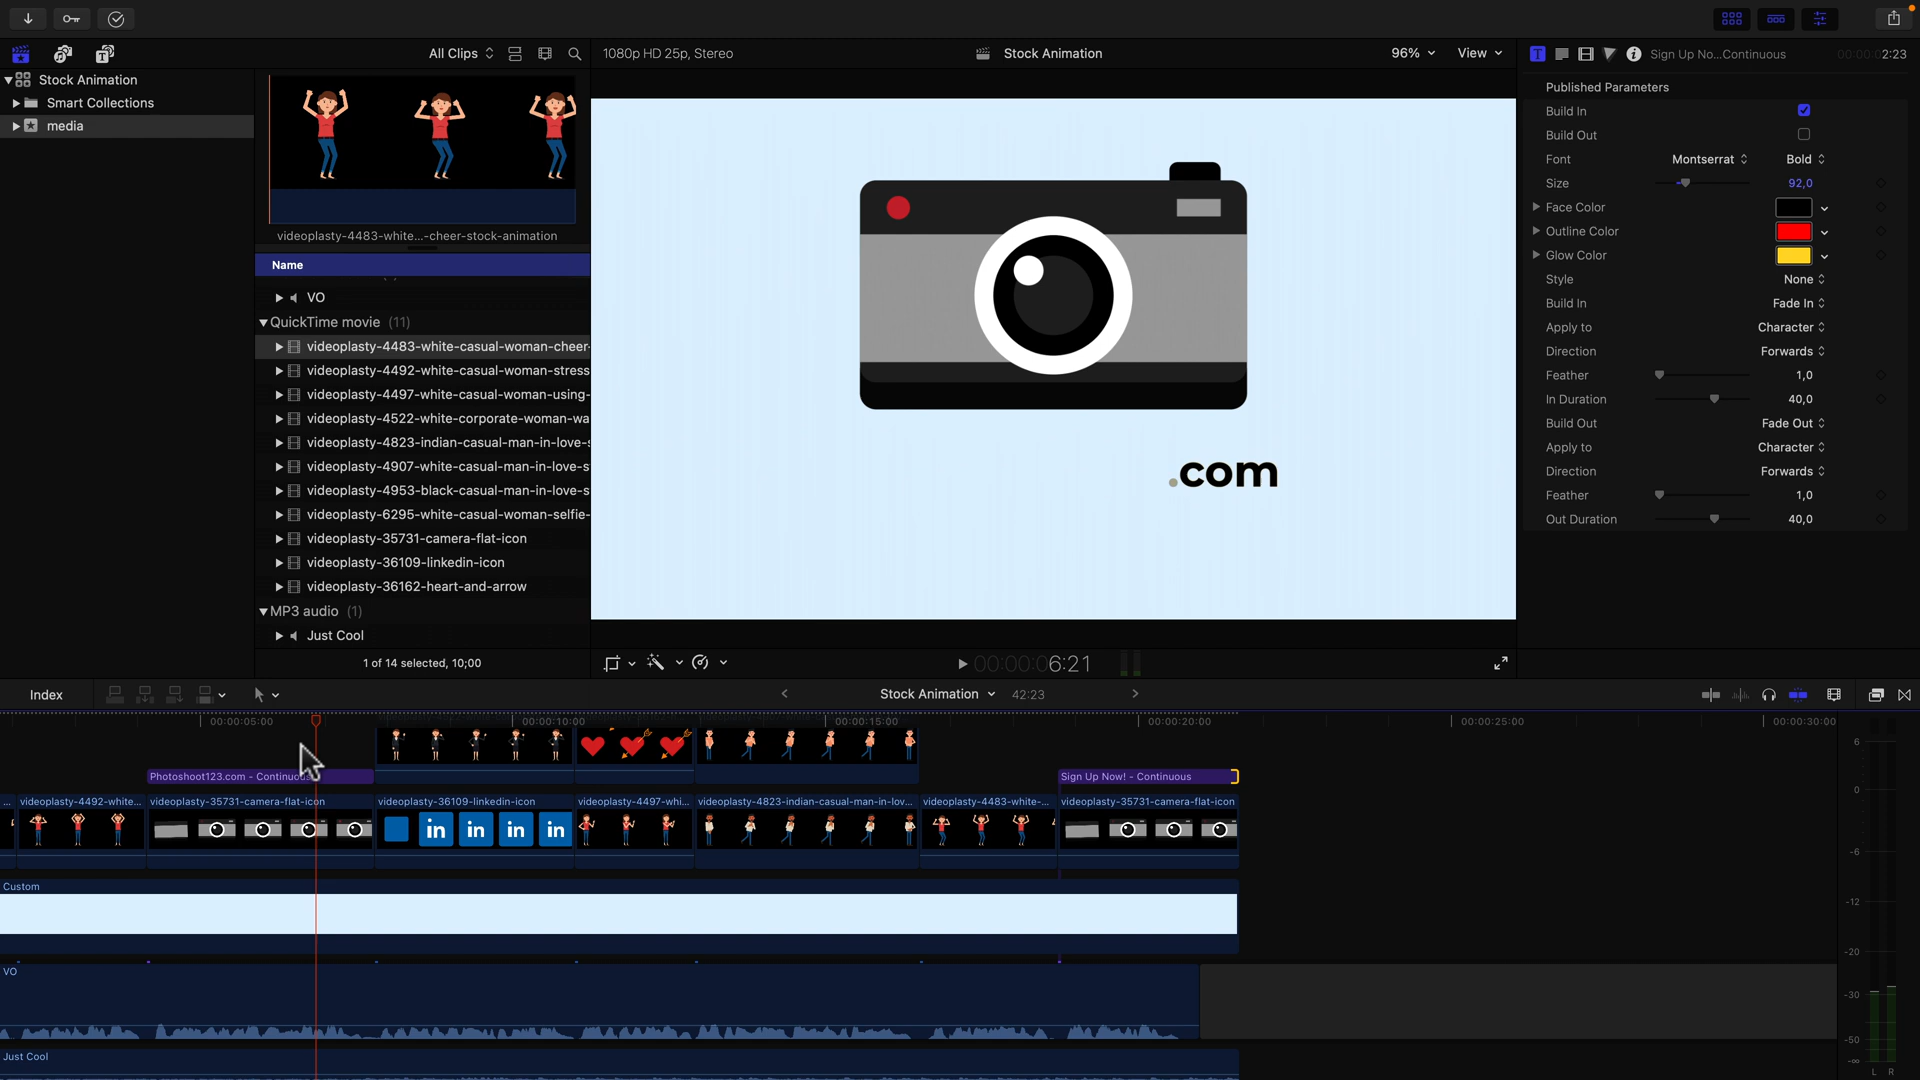 All Clips
1080p HD 25p, Stereo
Stock Animation
96%
View
Sign Up No...Continuous
00:00:02:23
Stock Animation
Smart Collections
media
videoplasty-4483-white...-cheer-stock-animation
Name
VO
QuickTime movie (11)
videoplasty-4483-white-casual-woman-cheer-
videoplasty-4492-white-casual-woman-stress
videoplasty-4497-white-casual-woman-using-
videoplasty-4522-white-corporate-woman-wa
videoplasty-4823-indian-casual-man-in-love-s
videoplasty-4907-white-casual-man-in-love-s
videoplasty-4953-black-casual-man-in-love-s
videoplasty-6295-white-casual-woman-selfie-
videoplasty-35731-camera-flat-icon
videoplasty-36109-linkedin-icon
videoplasty-36162-heart-and-arrow
MP3 audio (1)
Just Cool
1 of 14 selected, 10;00
.com
00:00:06:21
Published Parameters
Build In
Build Out
Font Montserrat Bold
Size 92,0
Face Color
Outline Color
Glow Color
Style None
Build In Fade In
Apply to Character
Direction Forwards
Feather 1,0
In Duration 40,0
Build Out Fade Out
Apply to Character
Direction Forwards
Feather 1,0
Out Duration 40,0
Index
Stock Animation
42:23
00:00:05:00
00:00:10:00
00:00:15:00
00:00:20:00
00:00:25:00
00:00:30:00
Photoshoot123.com - Continuous
Sign Up Now! - Continuous
videoplasty-4492-white...
videoplasty-35731-camera-flat-icon
videoplasty-36109-linkedin-icon
videoplasty-4497-whi...
videoplasty-4823-indian-casual-man-in-lov...
videoplasty-4483-white-...
videoplasty-35731-camera-flat-icon
in in in in
Custom
VO
Just Cool
6
0
-6
-12
-20
-30
-50
-∞
L R